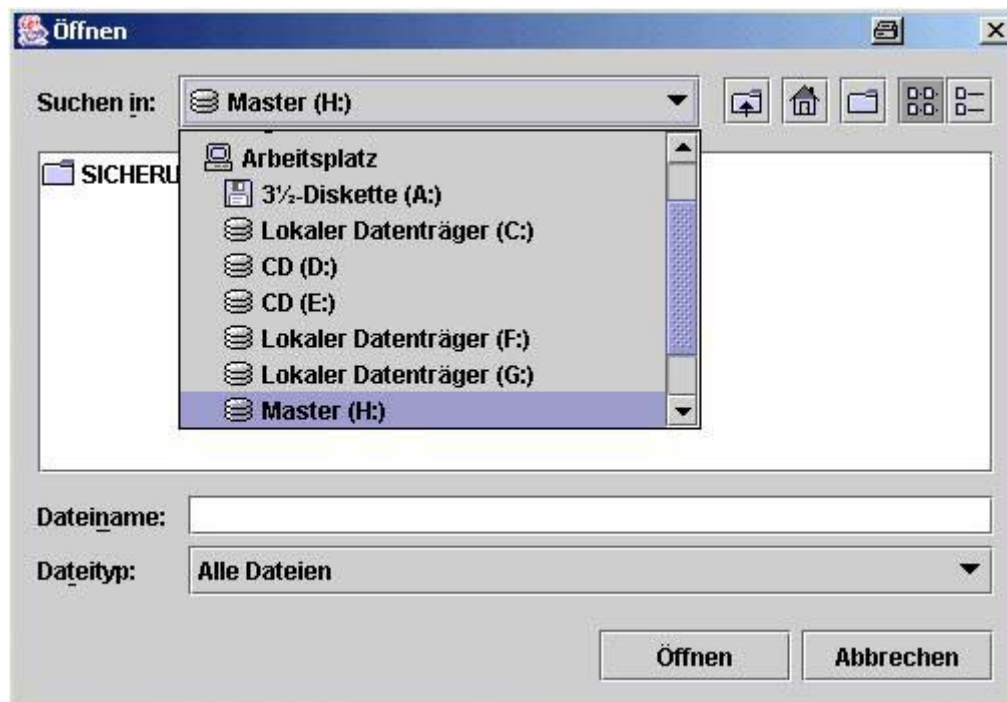 Öffnen
Suchen in: Master (H:)
Arbeitsplatz
SICHERU
3½-Diskette (A:)
Lokaler Datenträger (C:)
CD (D:)
CD (E:)
Lokaler Datenträger (F:)
Lokaler Datenträger (G:)
Master (H:)
Dateiname:
Dateityp: Alle Dateien
Öffnen Abbrechen